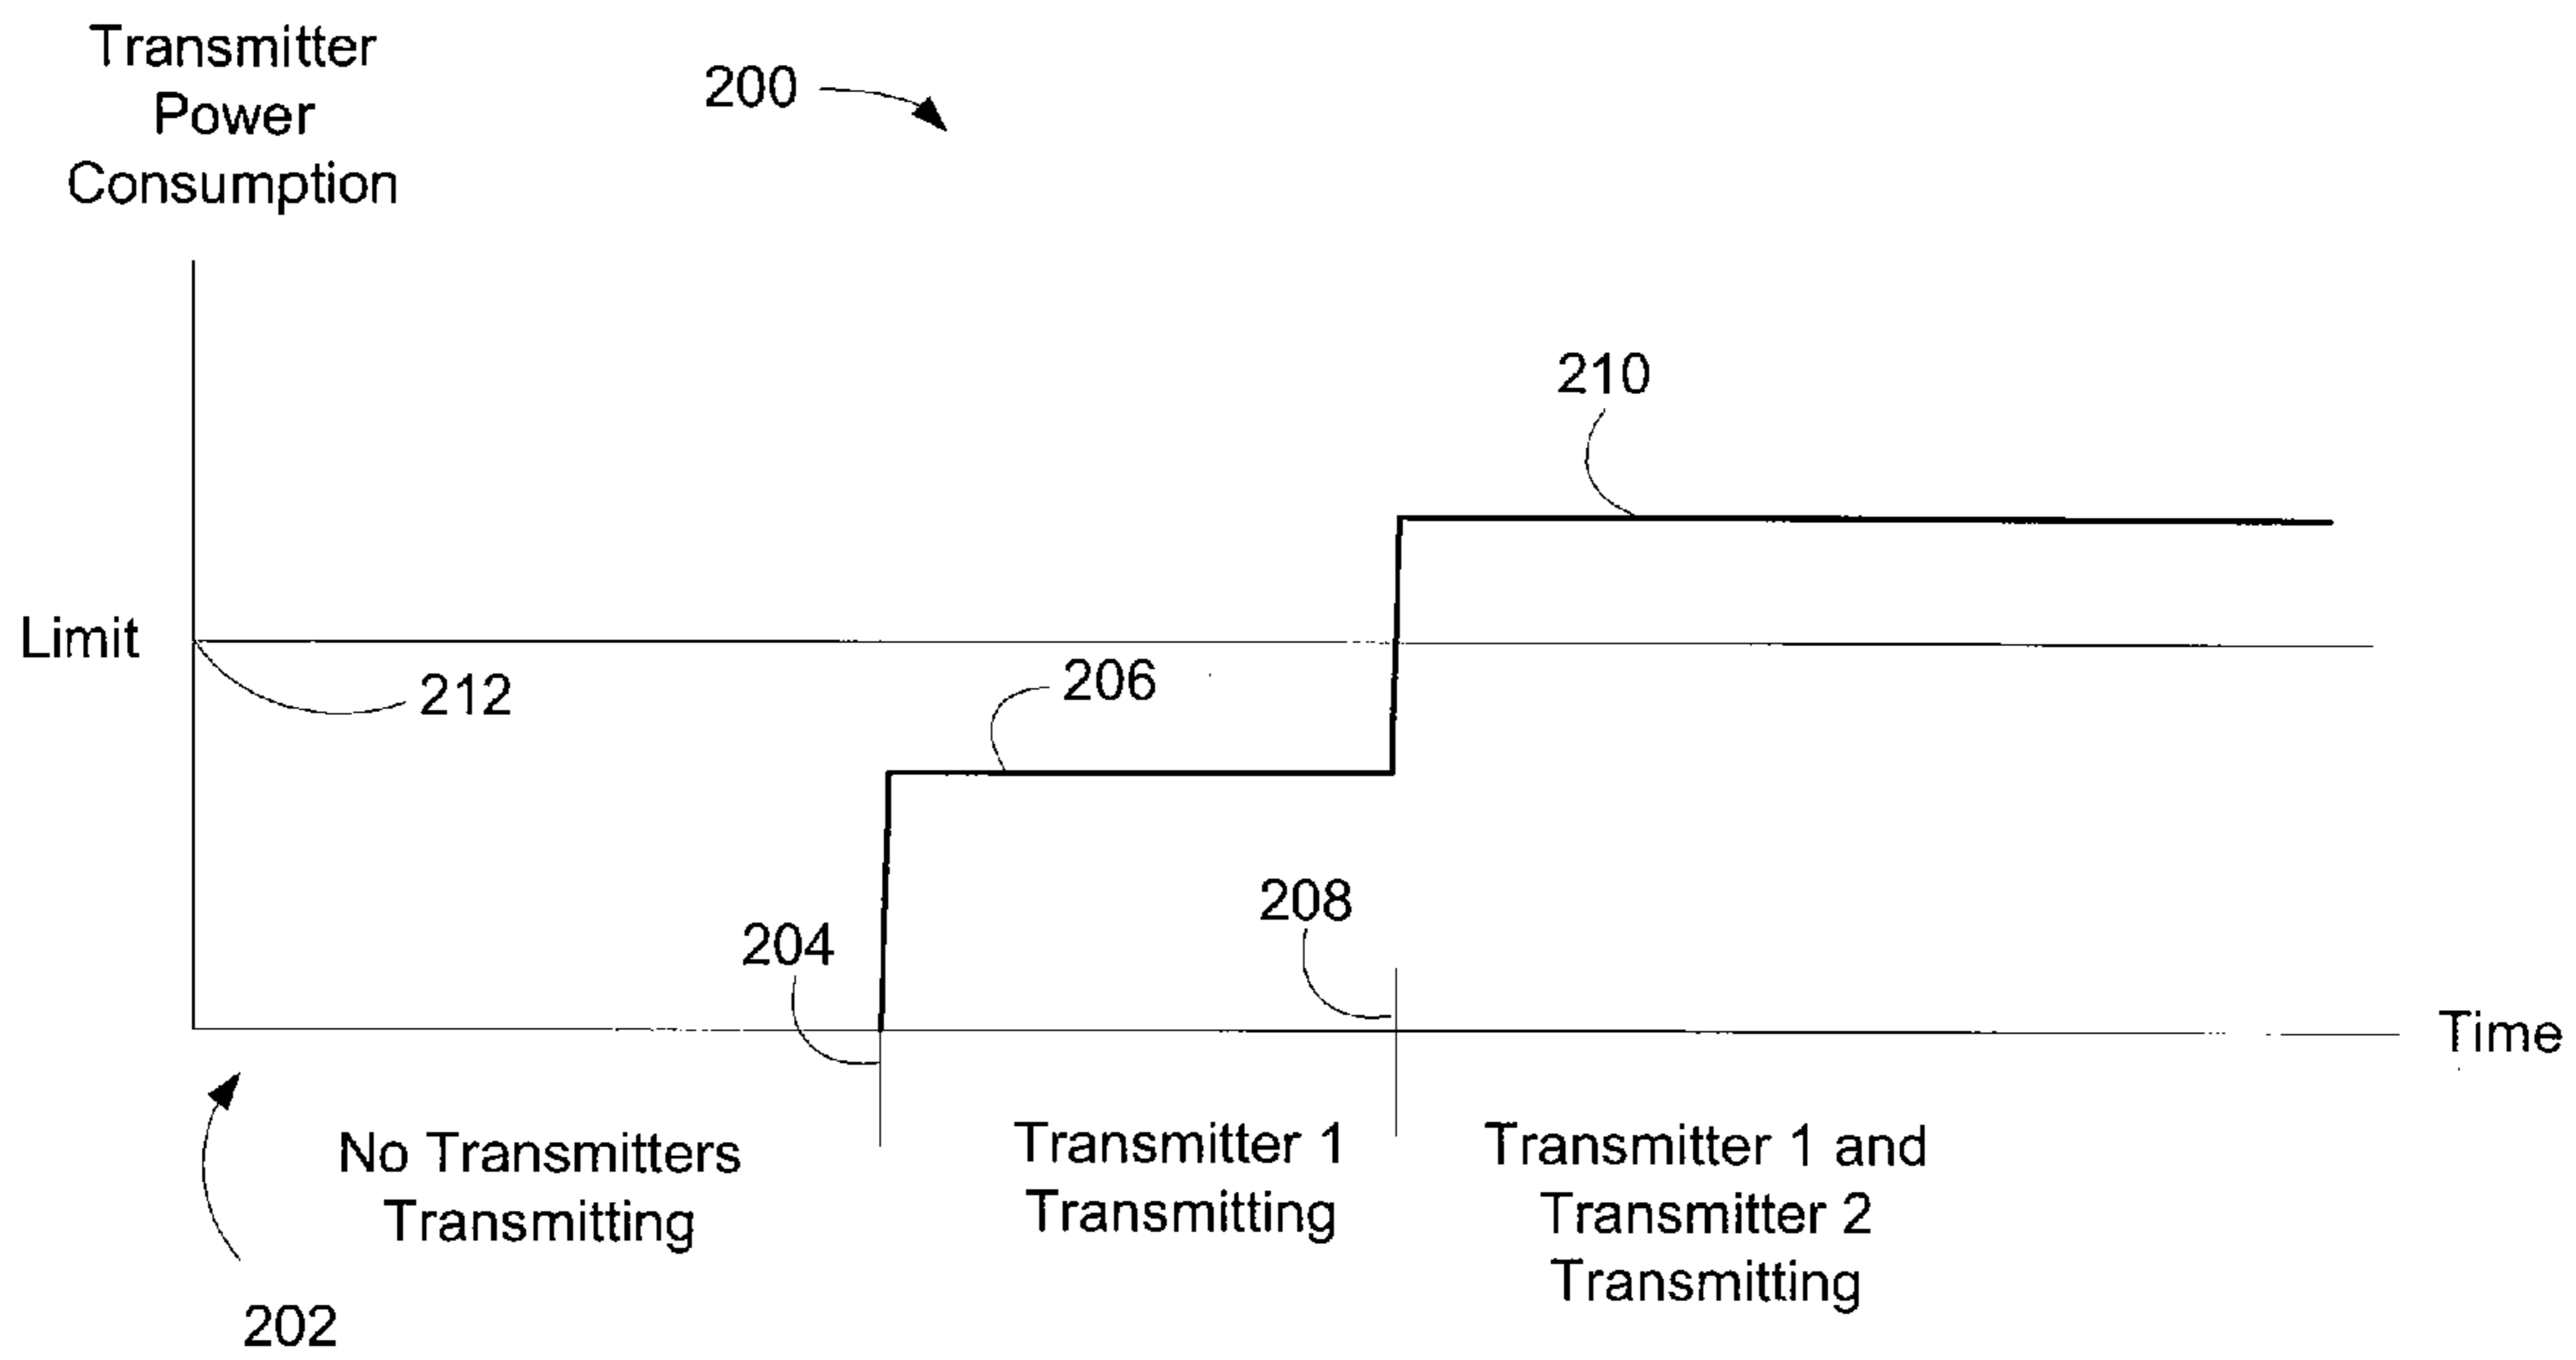 Transmitter
Power
Consumption
200
210
Limit
212
206
208
204
Time
No Transmitters
Transmitting
Transmitter 1
Transmitting
Transmitter 1 and
Transmitter 2
Transmitting
202